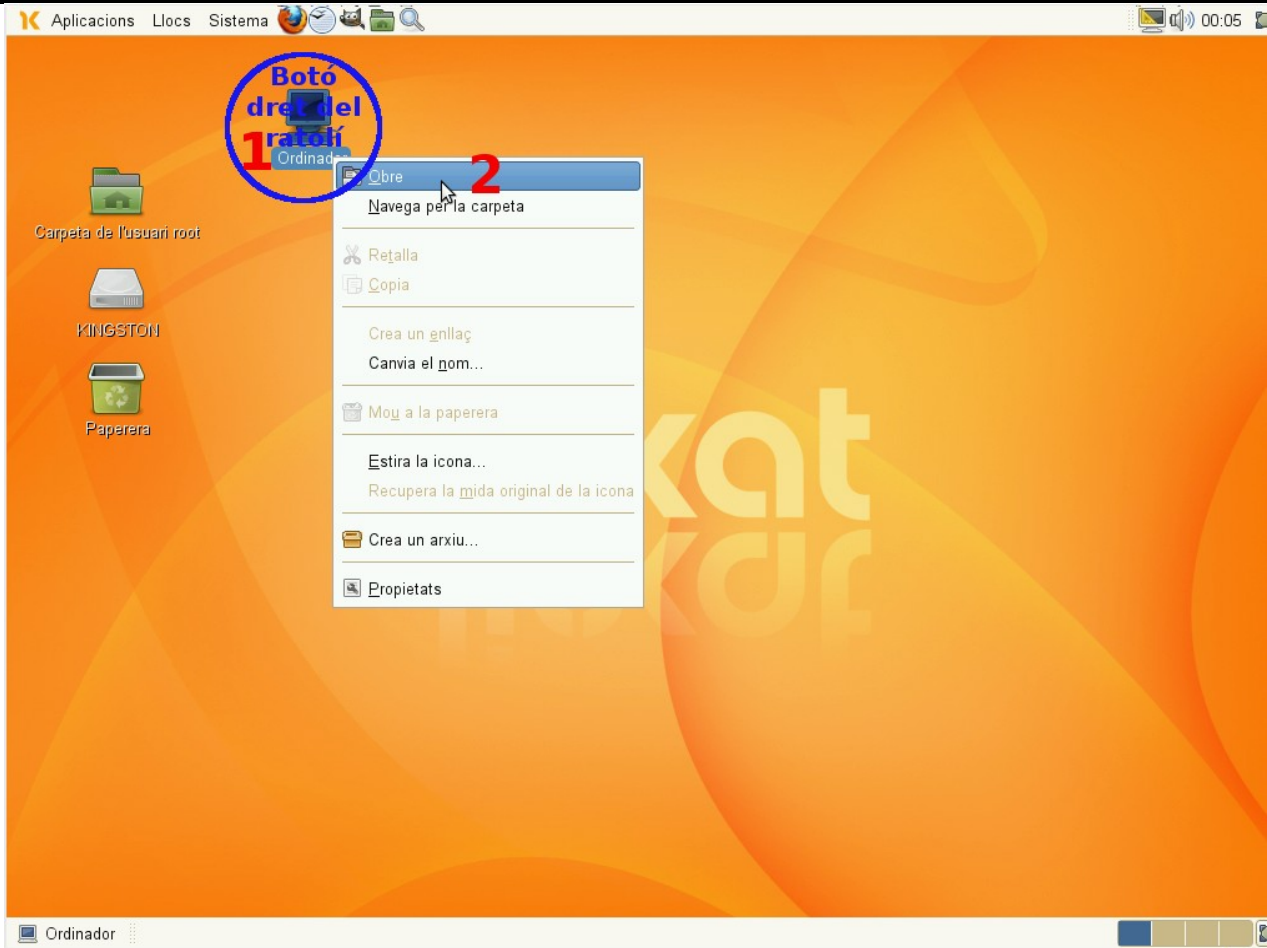 Aplicacions Llocs Sistema 00:05
Botó
dret del
ratolí
1
Ordinador
2
Obre
Navega per la carpeta
Retalla
Copia
Crea un enllaç
Canvia el nom...
Mou a la paperera
Estira la icona...
Recupera la mida original de la icona
Crea un arxiu...
Propietats
Carpeta de l'usuari root
KINGSTON
Paperera
kat
Ordinador